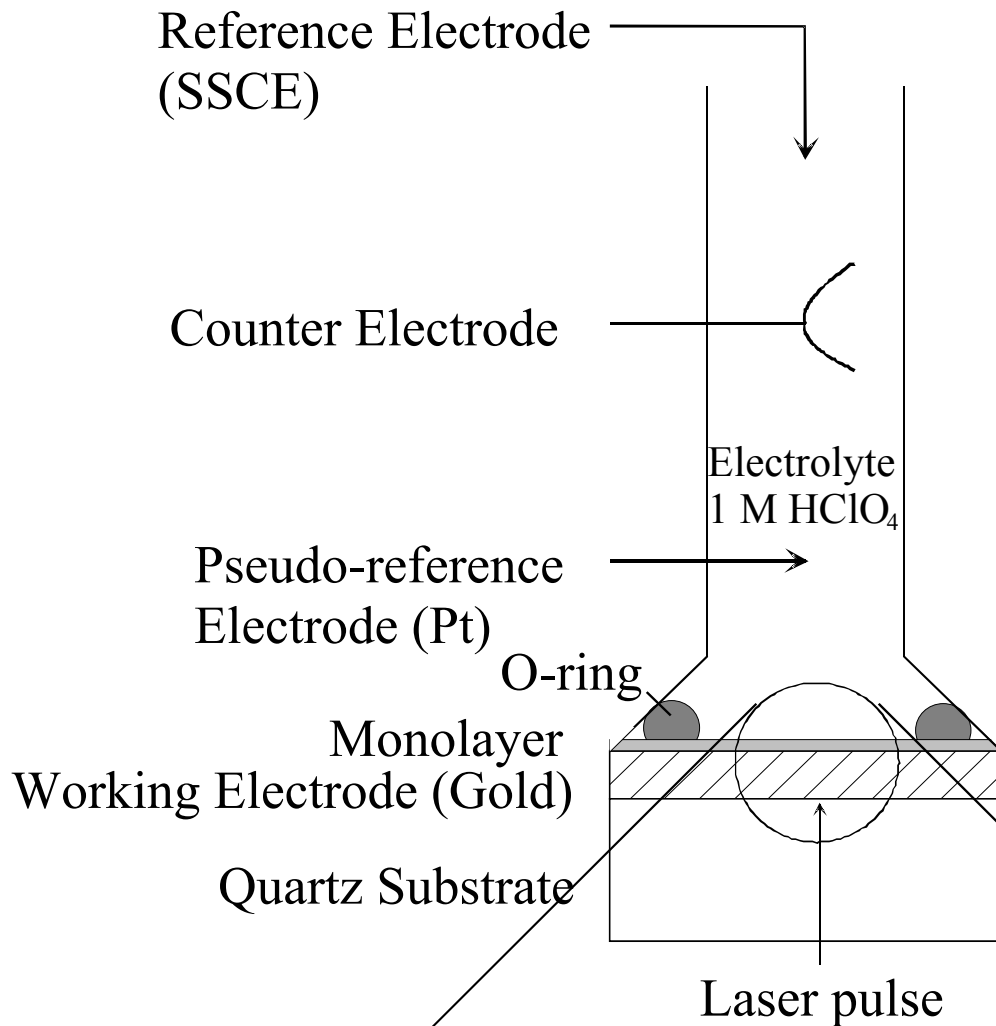 Reference Electrode
(SSCE)
Counter Electrode
Electrolyte
1 M HClO₄
Pseudo-reference
Electrode (Pt)
O-ring
Monolayer
Working Electrode (Gold)
Quartz Substrate
Laser pulse